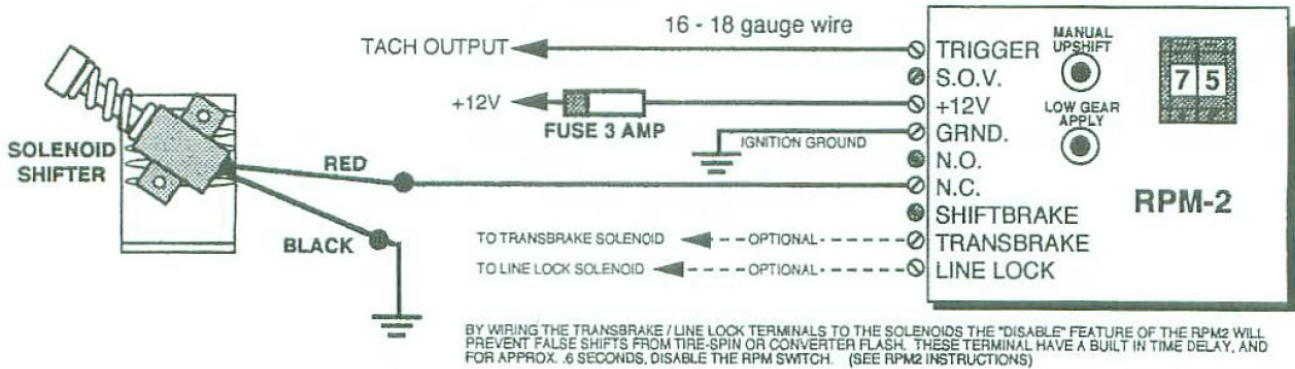 16 - 18 gauge wire
TACH OUTPUT
+12V
FUSE 3 AMP
IGNITION GROUND
SOLENOID
SHIFTER
RED
BLACK
TO TRANSBRAKE SOLENOID
OPTIONAL
TO LINE LOCK SOLENOID
OPTIONAL
TRIGGER
S.O.V.
+12V
GRND.
N.O.
N.C.
SHIFTBRAKE
TRANSBRAKE
LINE LOCK
MANUAL
UPSHIFT
LOW GEAR
APPLY
7 5
RPM-2
BY WIRING THE TRANSBRAKE / LINE LOCK TERMINALS TO THE SOLENOIDS THE "DISABLE" FEATURE OF THE RPM2 WILL
PREVENT FALSE SHIFTS FROM TIRE-SPIN OR CONVERTER FLASH. THESE TERMINAL HAVE A BUILT IN TIME DELAY, AND
FOR APPROX. .6 SECONDS, DISABLE THE RPM SWITCH. (SEE RPM2 INSTRUCTIONS)